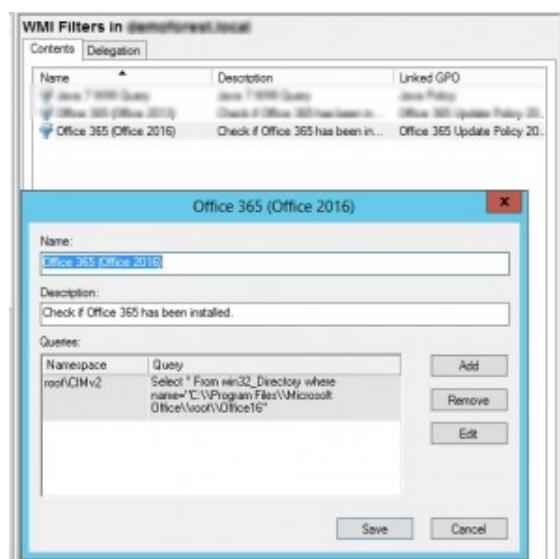 WMI Filters in
Contents Delegation
Name Description Linked GPO
Office 365 (Office 2016) Check if Office 365 has been in... Office 365 Update Policy 20..
Office 365 (Office 2016) x
Name:
Office 365 (Office 2016)
Description:
Check if Office 365 has been installed.
Queries:
Namespace Query
root\CIMv2 Select * From win32_Directory where
name="C:\\Program Files\\Microsoft
Office\\root\\Office16"
Add
Remove
Edit
Save Cancel